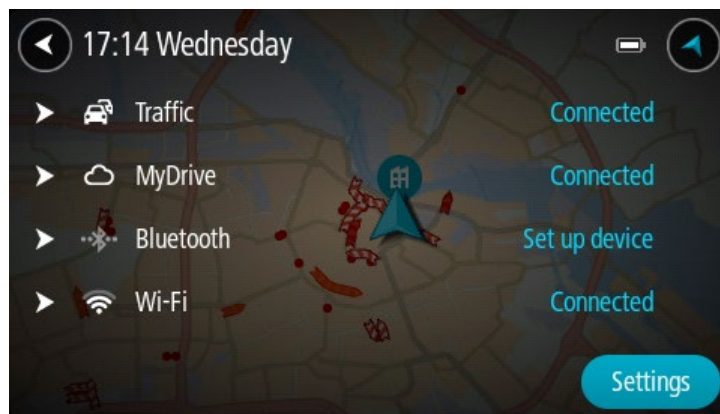 17:14 Wednesday
Traffic Connected
MyDrive Connected
Bluetooth Set up device
Wi-Fi Connected
Settings